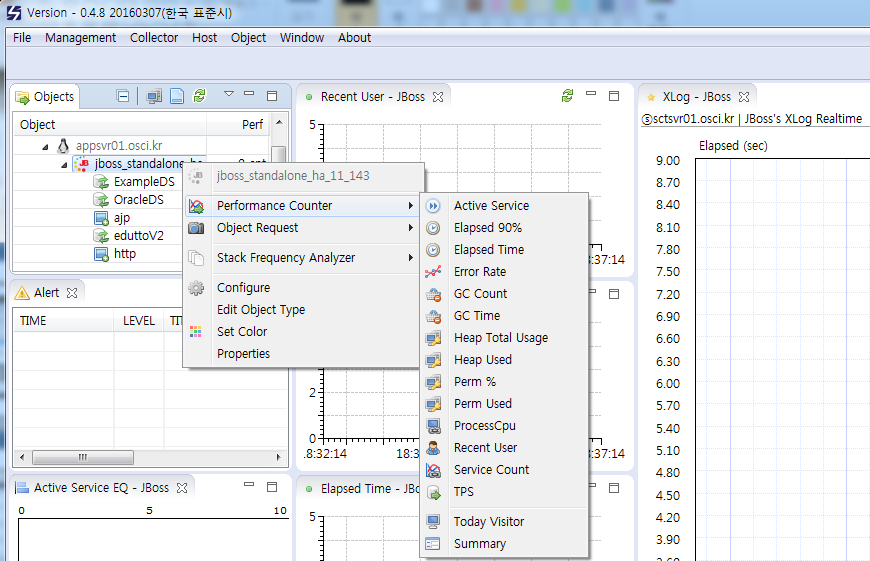 Version - 0.4.8 20160307(한국 표준시)
File Management Collector Host Object Window About
Objects
Object Perf
appsvr01.osci.kr
jboss_standalone_ha
ExampleDS
OracleDS
ajp
eduttoV2
http
Alert
TIME LEVEL
Active Service EQ - JBoss
0 5 10
Recent User - JBoss
5
3:37:14
2
0
18:32:14 18:3 3:37:14
Elapsed Time - JBo
5
jboss_standalone_ha_11_143
Performance Counter
Object Request
Stack Frequency Analyzer
Configure
Edit Object Type
Set Color
Properties
Active Service
Elapsed 90%
Elapsed Time
Error Rate
GC Count
GC Time
Heap Total Usage
Heap Used
Perm %
Perm Used
ProcessCpu
Recent User
Service Count
TPS
Today Visitor
Summary
XLog - JBoss
ⓢsctsvr01.osci.kr | JBoss's XLog Realtime
Elapsed (sec)
9.00
8.70
8.40
8.10
7.80
7.50
7.20
6.90
6.60
6.30
6.00
5.70
5.40
5.10
4.80
4.50
4.20
3.90
3.60